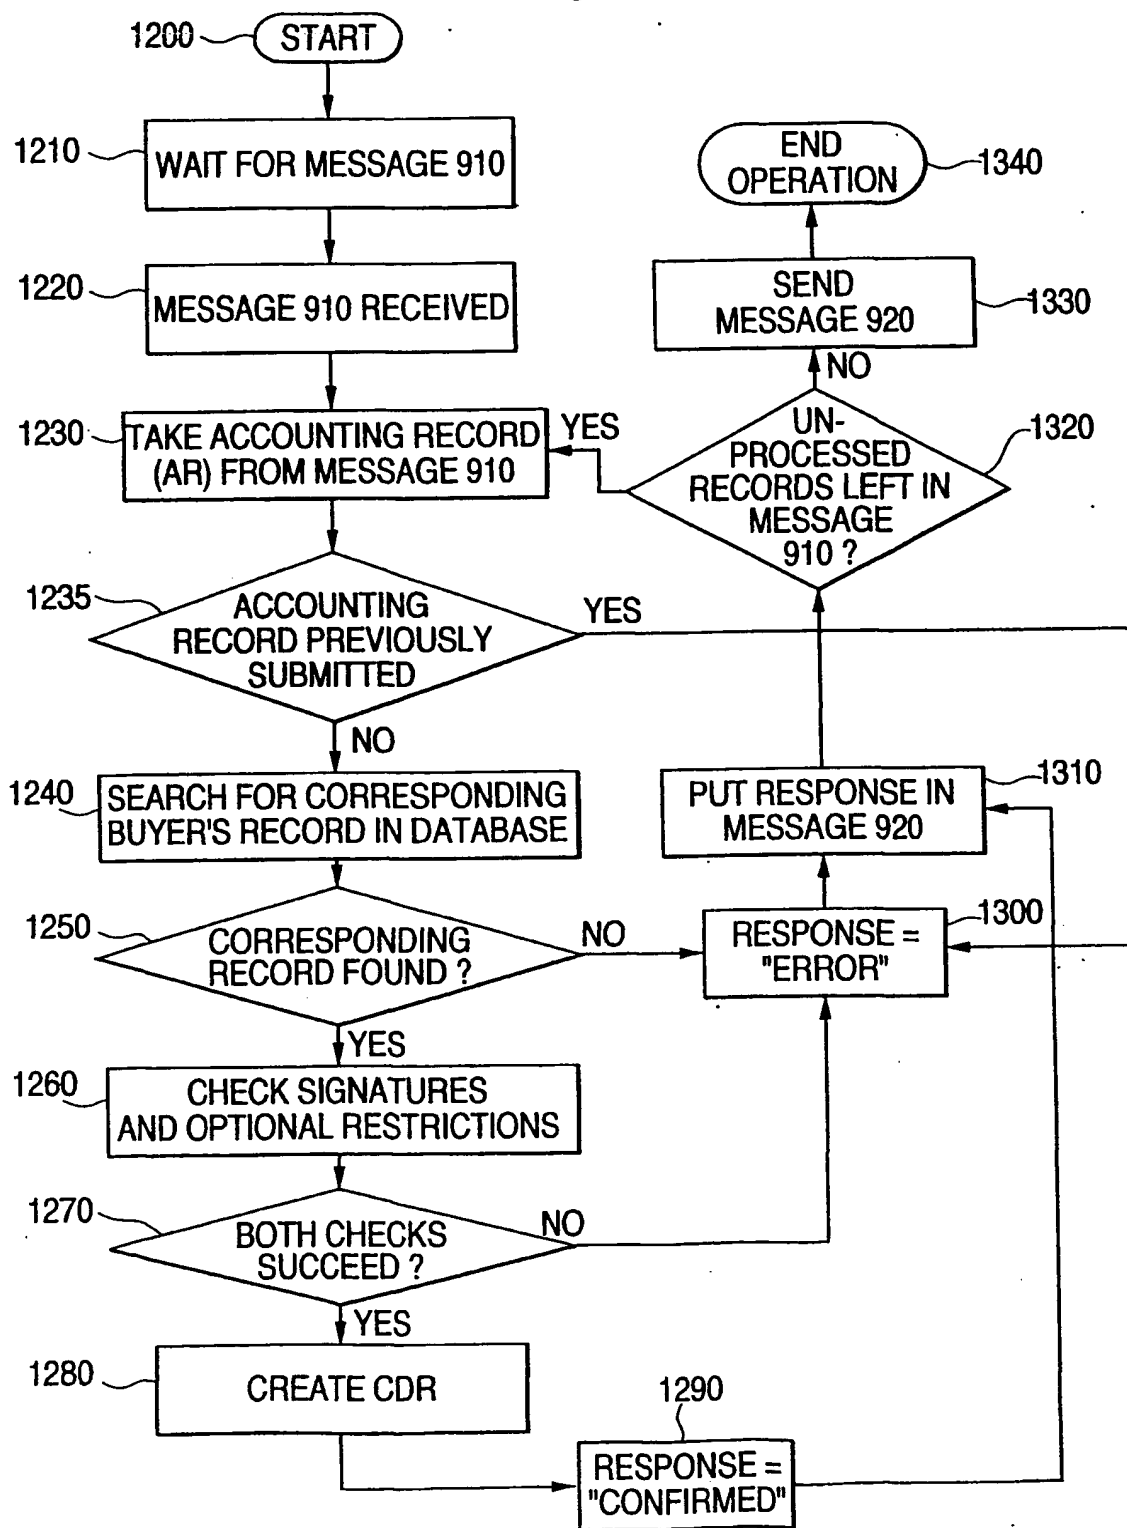 1200
START
1210
WAIT FOR MESSAGE 910
1220
MESSAGE 910 RECEIVED
1230
TAKE ACCOUNTING RECORD
(AR) FROM MESSAGE 910
1235
ACCOUNTING
RECORD PREVIOUSLY
SUBMITTED
YES
NO
1240
SEARCH FOR CORRESPONDING
BUYER'S RECORD IN DATABASE
1250
CORRESPONDING
RECORD FOUND ?
NO
YES
1260
CHECK SIGNATURES
AND OPTIONAL RESTRICTIONS
1270
BOTH CHECKS
SUCCEED ?
NO
YES
1280
CREATE CDR
1290
RESPONSE =
"CONFIRMED"
1300
RESPONSE =
"ERROR"
1310
PUT RESPONSE IN
MESSAGE 920
1320
UN-
PROCESSED
RECORDS LEFT IN
MESSAGE
910 ?
YES
NO
1330
SEND
MESSAGE 920
1340
END
OPERATION